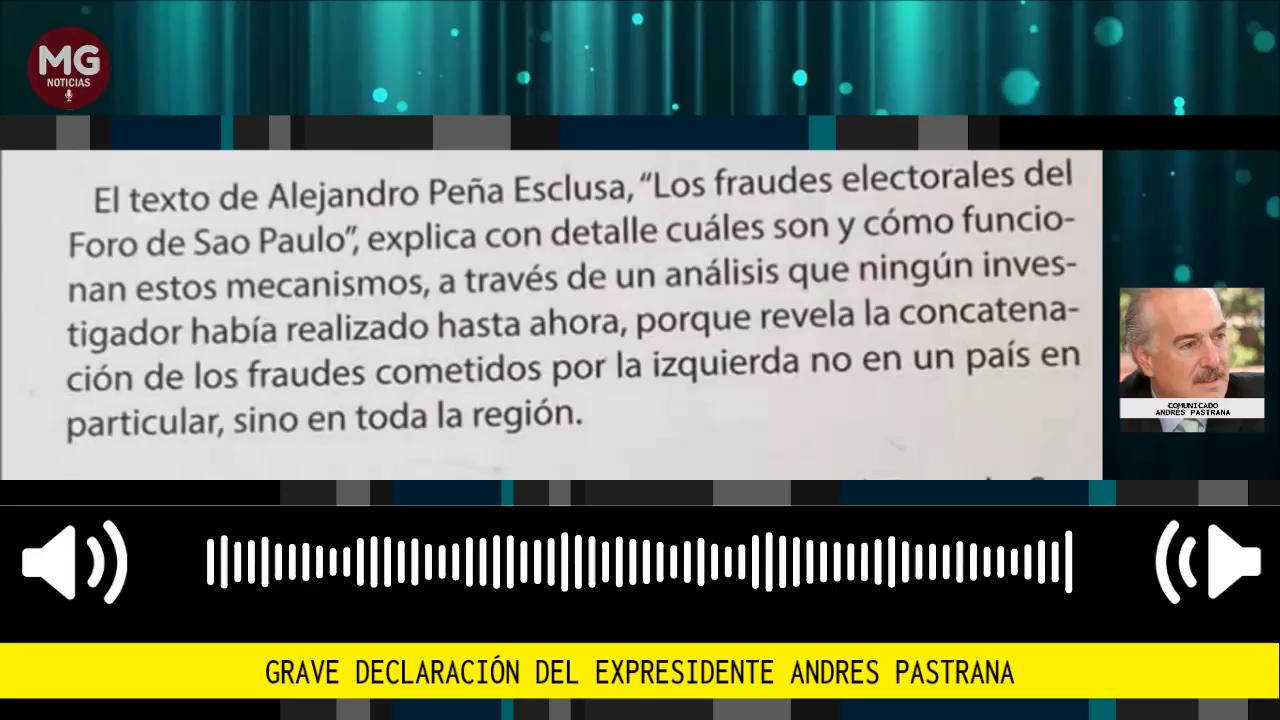 MG
NOTICIAS
El texto de Alejandro Peña Esclusa, “Los fraudes electorales del
Foro de Sao Paulo”, explica con detalle cuáles son y cómo funcio-
nan estos mecanismos, a través de un análisis que ningún inves-
tigador había realizado hasta ahora, porque revela la concatena-
ción de los fraudes cometidos por la izquierda no en un país en
particular, sino en toda la región.
COMUNICADO
ANDRES PASTRANA
GRAVE DECLARACIÓN DEL EXPRESIDENTE ANDRES PASTRANA